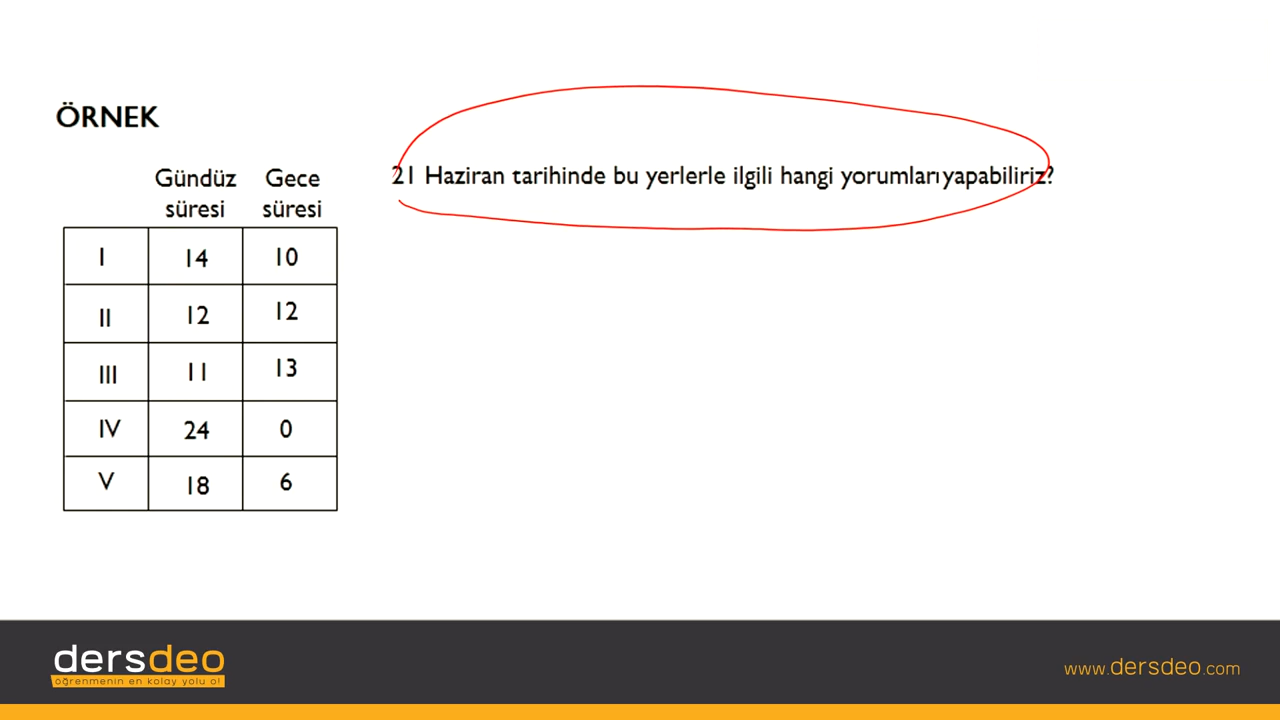 ÖRNEK
21 Haziran tarihinde bu yerlerle ilgili hangi yorumları yapabiliriz?
Gündüz süresi Gece süresi
I 14 10
II 12 12
III 11 13
IV 24 0
V 18 6
dersdeo
öğrenmenin en kolay yolu o!
www.dersdeo.com